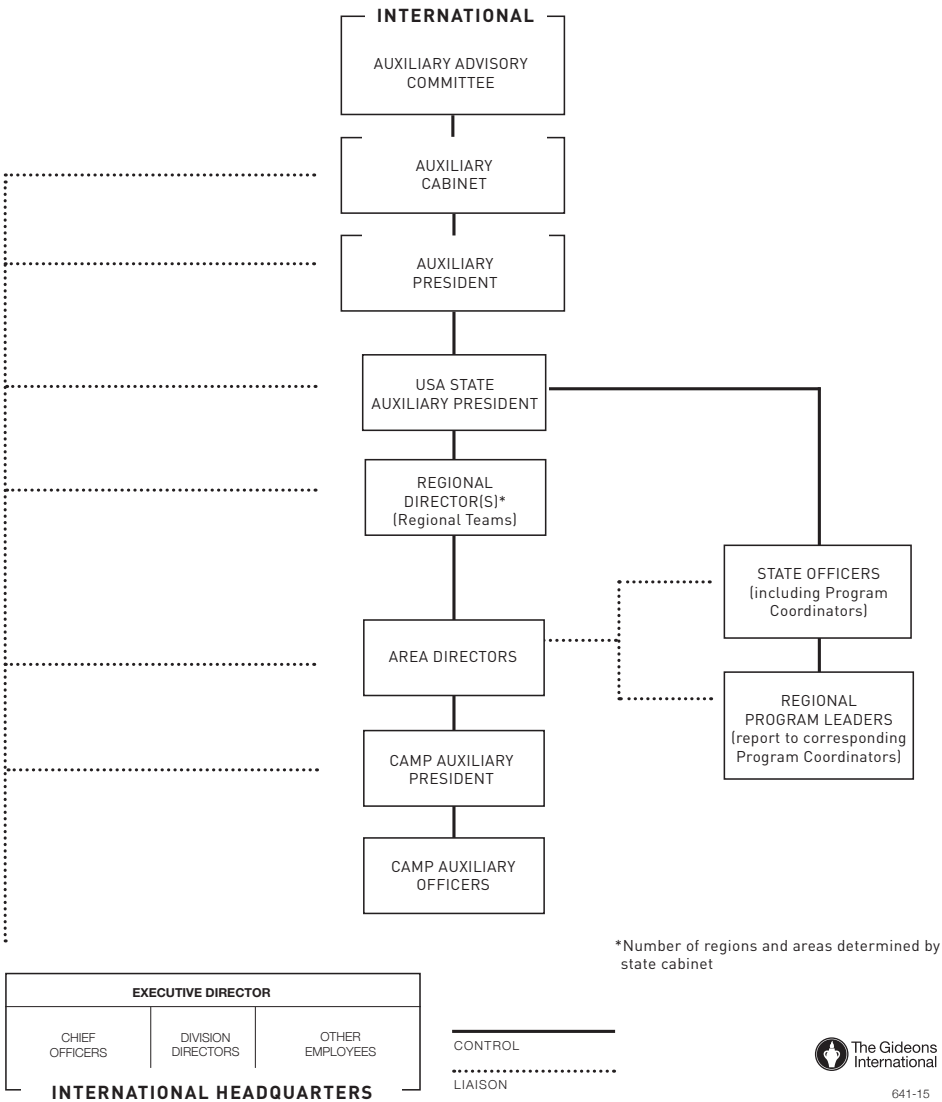 INTERNATIONAL
AUXILIARY ADVISORY
COMMITTEE
AUXILIARY
CABINET
AUXILIARY
PRESIDENT
USA STATE
AUXILIARY PRESIDENT
REGIONAL
DIRECTOR(S)*
(Regional Teams)
STATE OFFICERS
(including Program
Coordinators)
AREA DIRECTORS
REGIONAL
PROGRAM LEADERS
(report to corresponding
Program Coordinators)
CAMP AUXILIARY
PRESIDENT
CAMP AUXILIARY
OFFICERS
*Number of regions and areas determined by
state cabinet
EXECUTIVE DIRECTOR
CHIEF
OFFICERS
DIVISION
DIRECTORS
OTHER
EMPLOYEES
INTERNATIONAL HEADQUARTERS
CONTROL
LIAISON
The Gideons
International
641-15